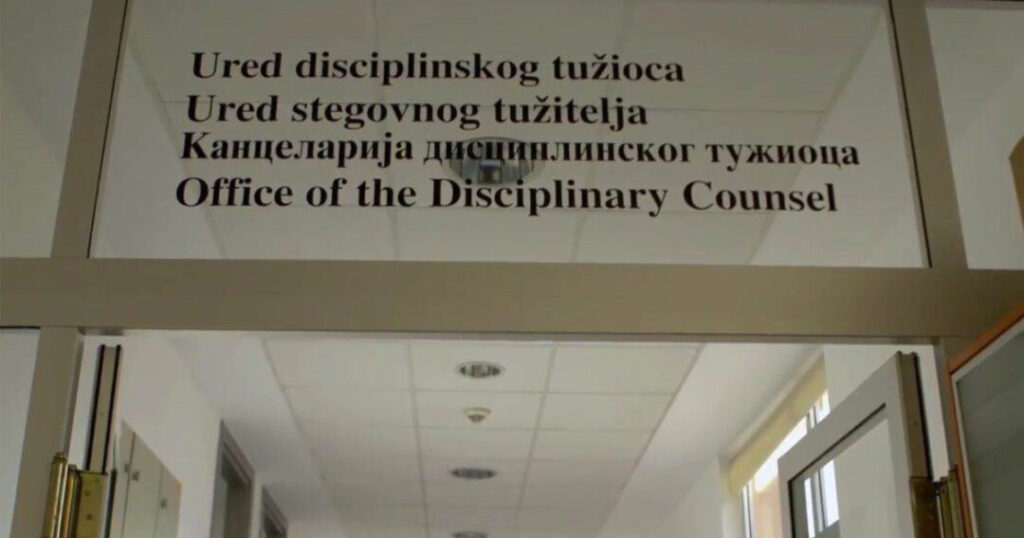 Ured disciplinskog tužioca
Ured stegovnog tužitelja
Канцеларија дисциплинског тужиоца
Office of the Disciplinary Counsel